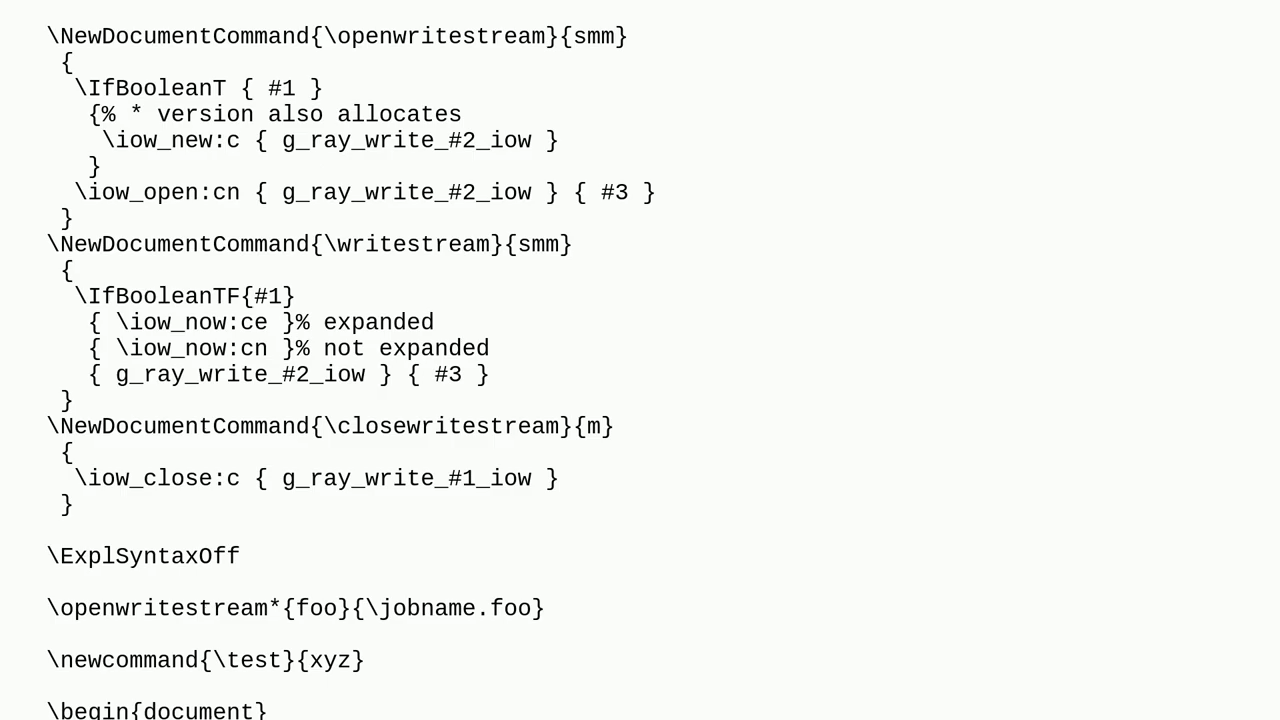 \NewDocumentCommand{\openwritestream}{smm}
 {
  \IfBooleanT { #1 }
   {% * version also allocates
    \iow_new:c { g_ray_write_#2_iow }
   }
  \iow_open:cn { g_ray_write_#2_iow } { #3 }
 }
\NewDocumentCommand{\writestream}{smm}
 {
  \IfBooleanTF{#1}
   { \iow_now:ce }% expanded
   { \iow_now:cn }% not expanded
   { g_ray_write_#2_iow } { #3 }
 }
\NewDocumentCommand{\closewritestream}{m}
 {
  \iow_close:c { g_ray_write_#1_iow }
 }

\ExplSyntaxOff

\openwritestream*{foo}{\jobname.foo}

\newcommand{\test}{xyz}

\begin{document}